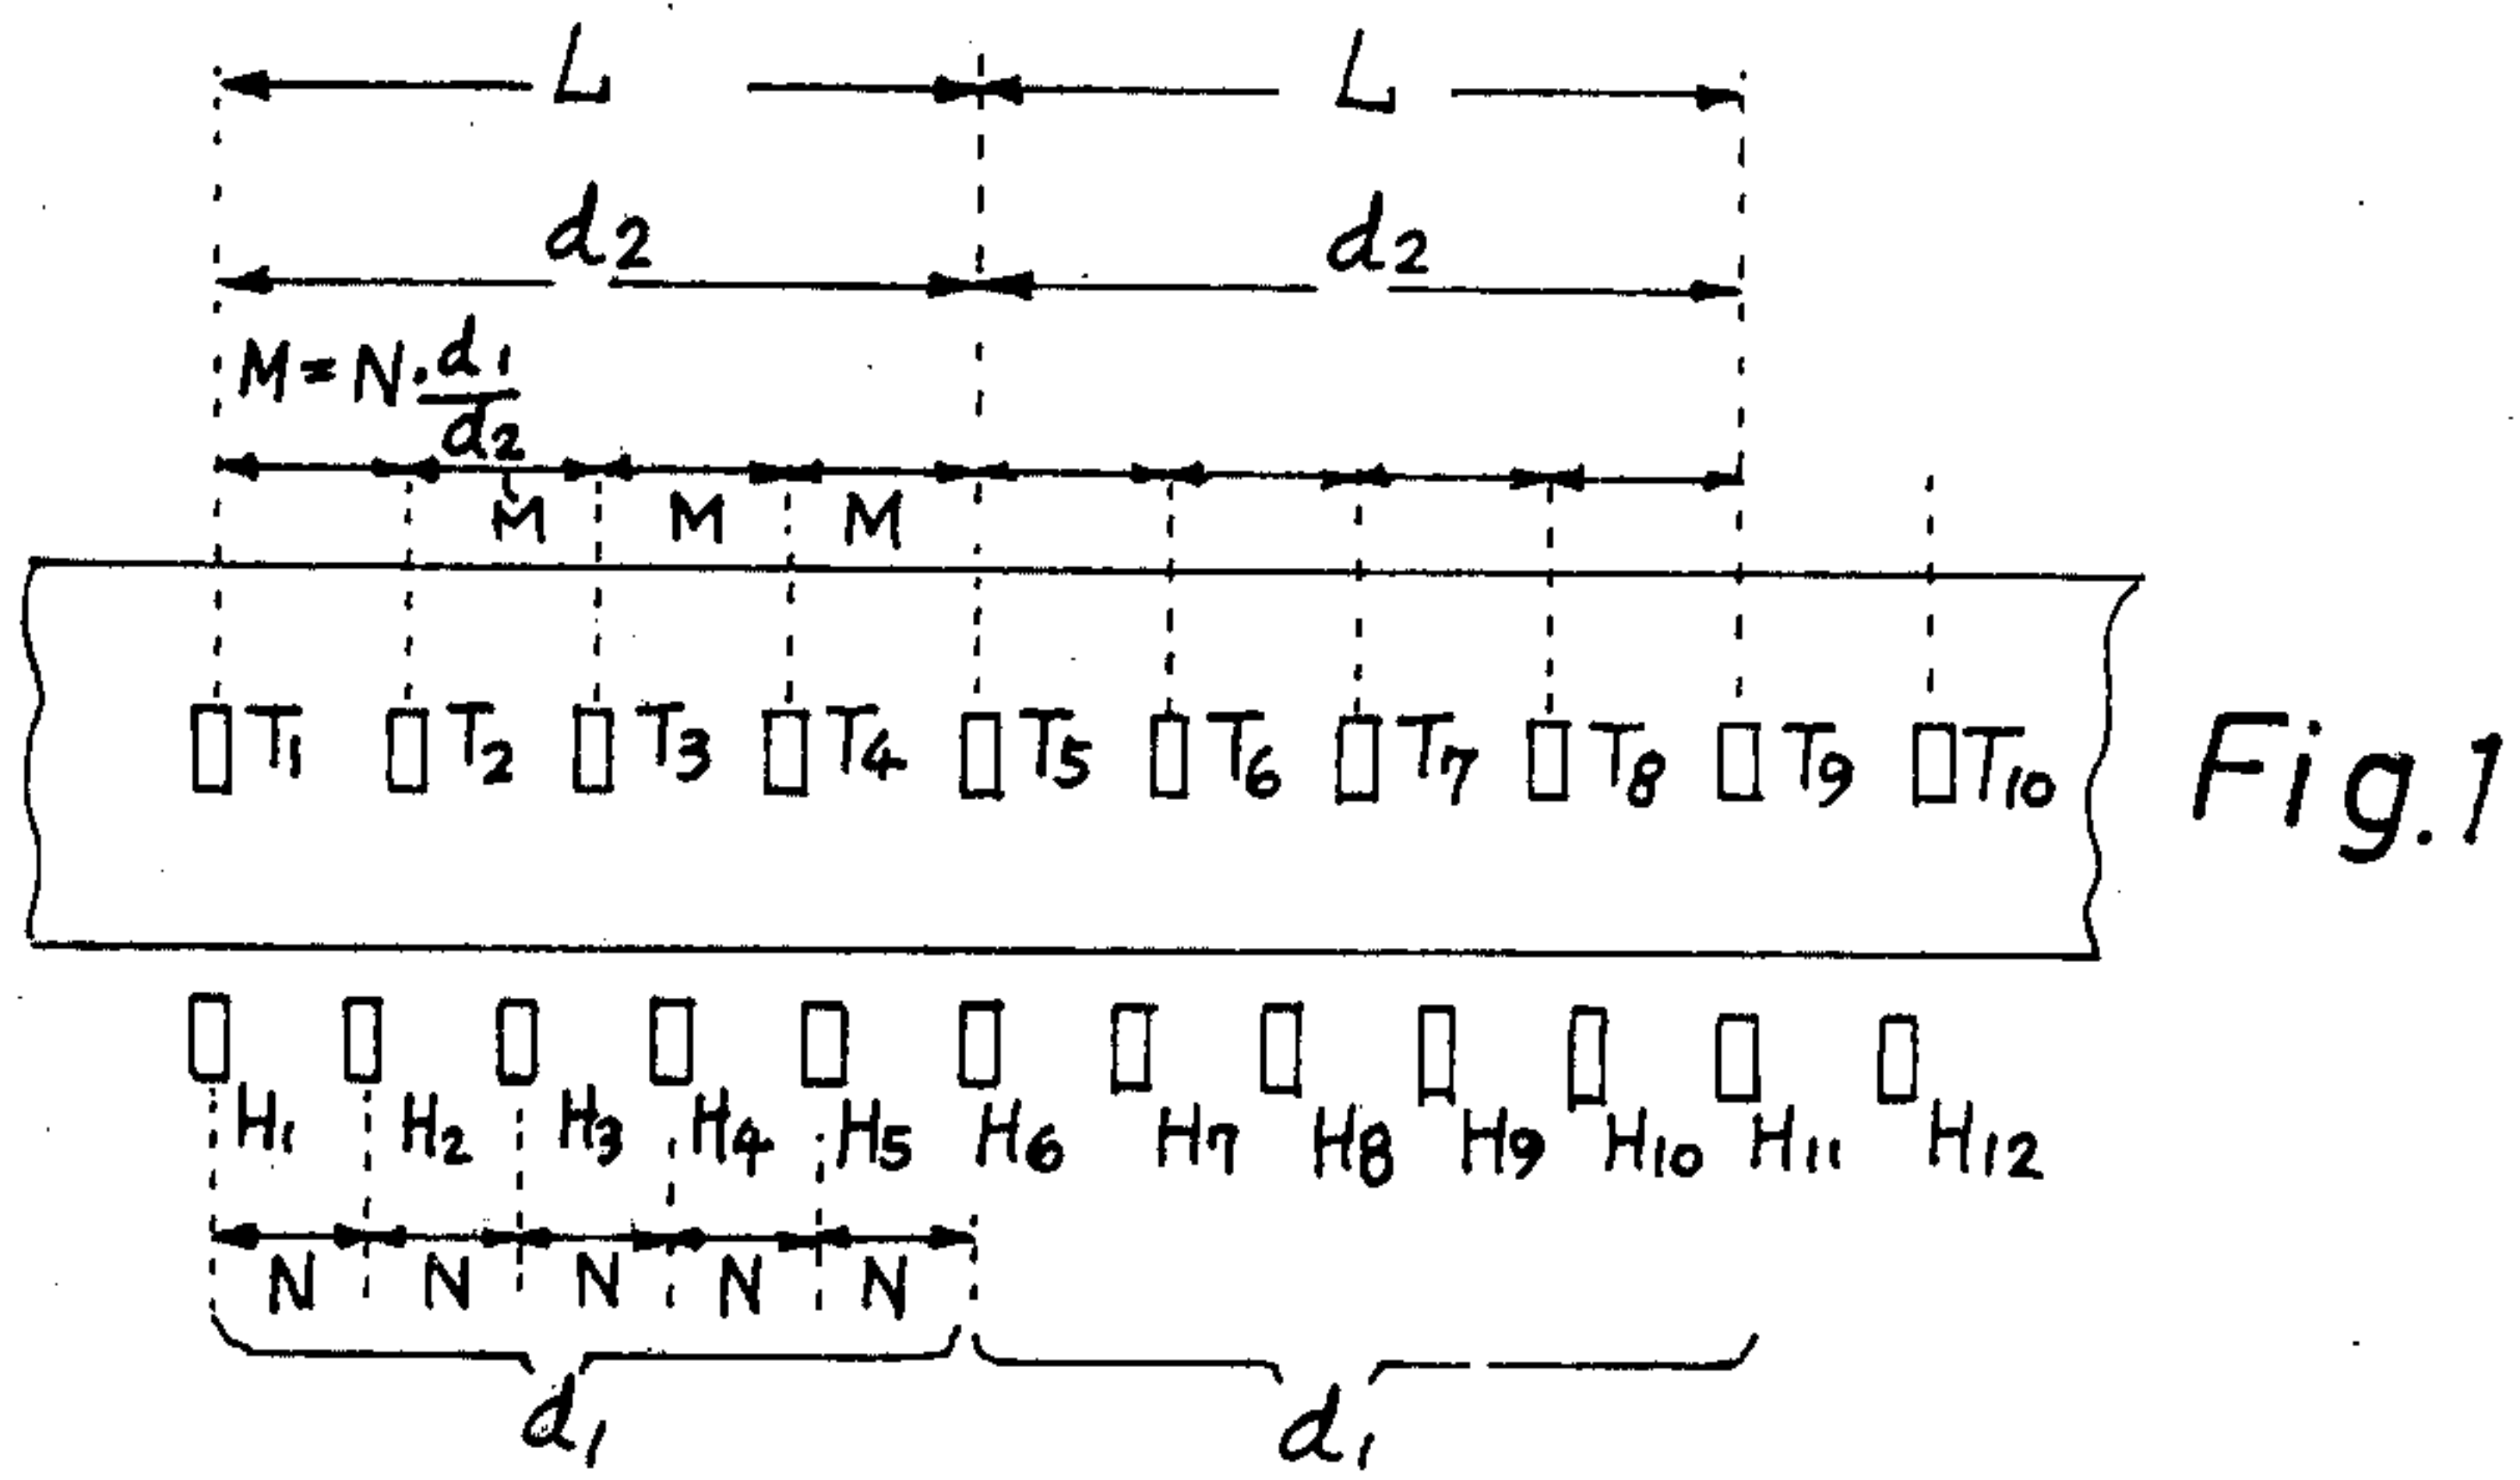 L L
d2 d2
M = N · d1/d2
M M M
T1 T2 T3 T4 T5 T6 T7 T8 T9 T10
Fig.1
H1 H2 H3 H4 H5 H6 H7 H8 H9 H10 H11 H12
N N N N N
d1 d1